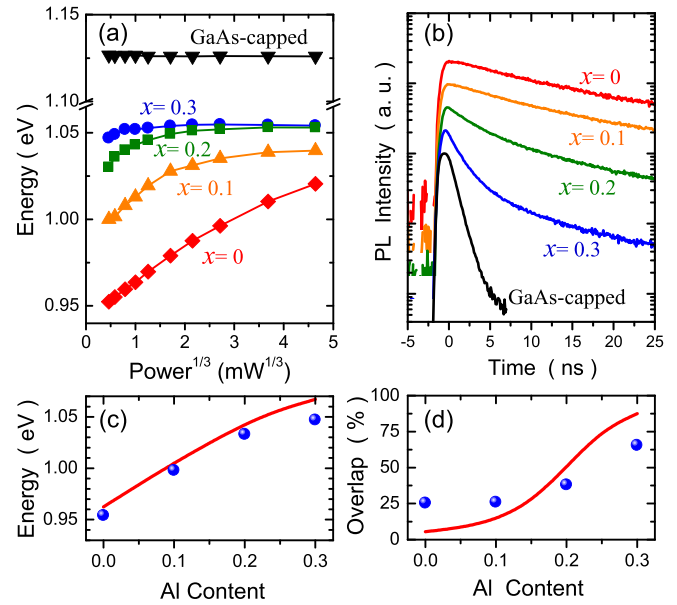 (a)
GaAs-capped
x= 0.3
x= 0.2
x= 0.1
x= 0
1.15
1.10
1.05
1.00
0.95
Energy ( eV )
0 1 2 3 4 5
Power^1/3 (mW^1/3)
(b)
x= 0
x= 0.1
x= 0.2
x= 0.3
GaAs-capped
PL Intensity ( a. u. )
-5 0 5 10 15 20 25
Time ( ns )
(c)
1.05
1.00
0.95
Energy ( eV )
0.0 0.1 0.2 0.3
Al Content
(d)
100
75
50
25
0
Overlap ( % )
0.0 0.1 0.2 0.3
Al Content